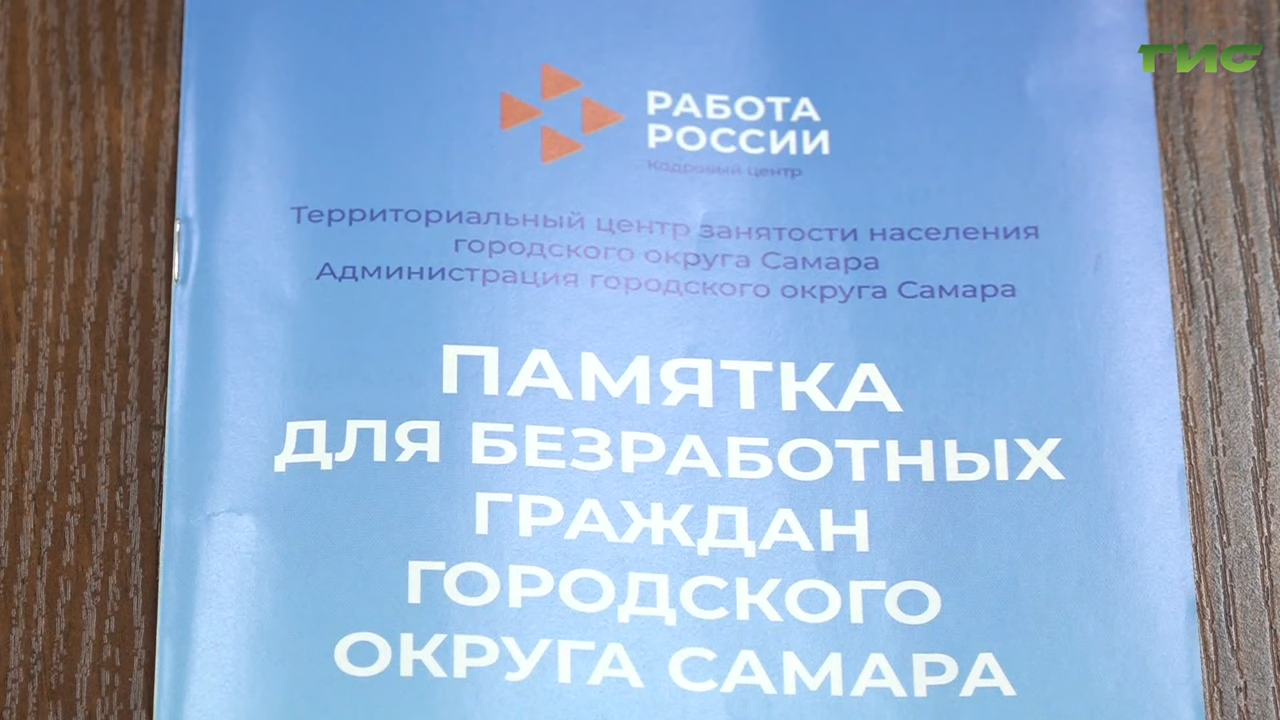 ТИС
РАБОТА
РОССИИ
Кадровый центр
Территориальный центр занятости населения
городского округа Самара
Администрация городского округа Самара
ПАМЯТКА
ДЛЯ БЕЗРАБОТНЫХ
ГРАЖДАН
ГОРОДСКОГО
ОКРУГА САМАРА